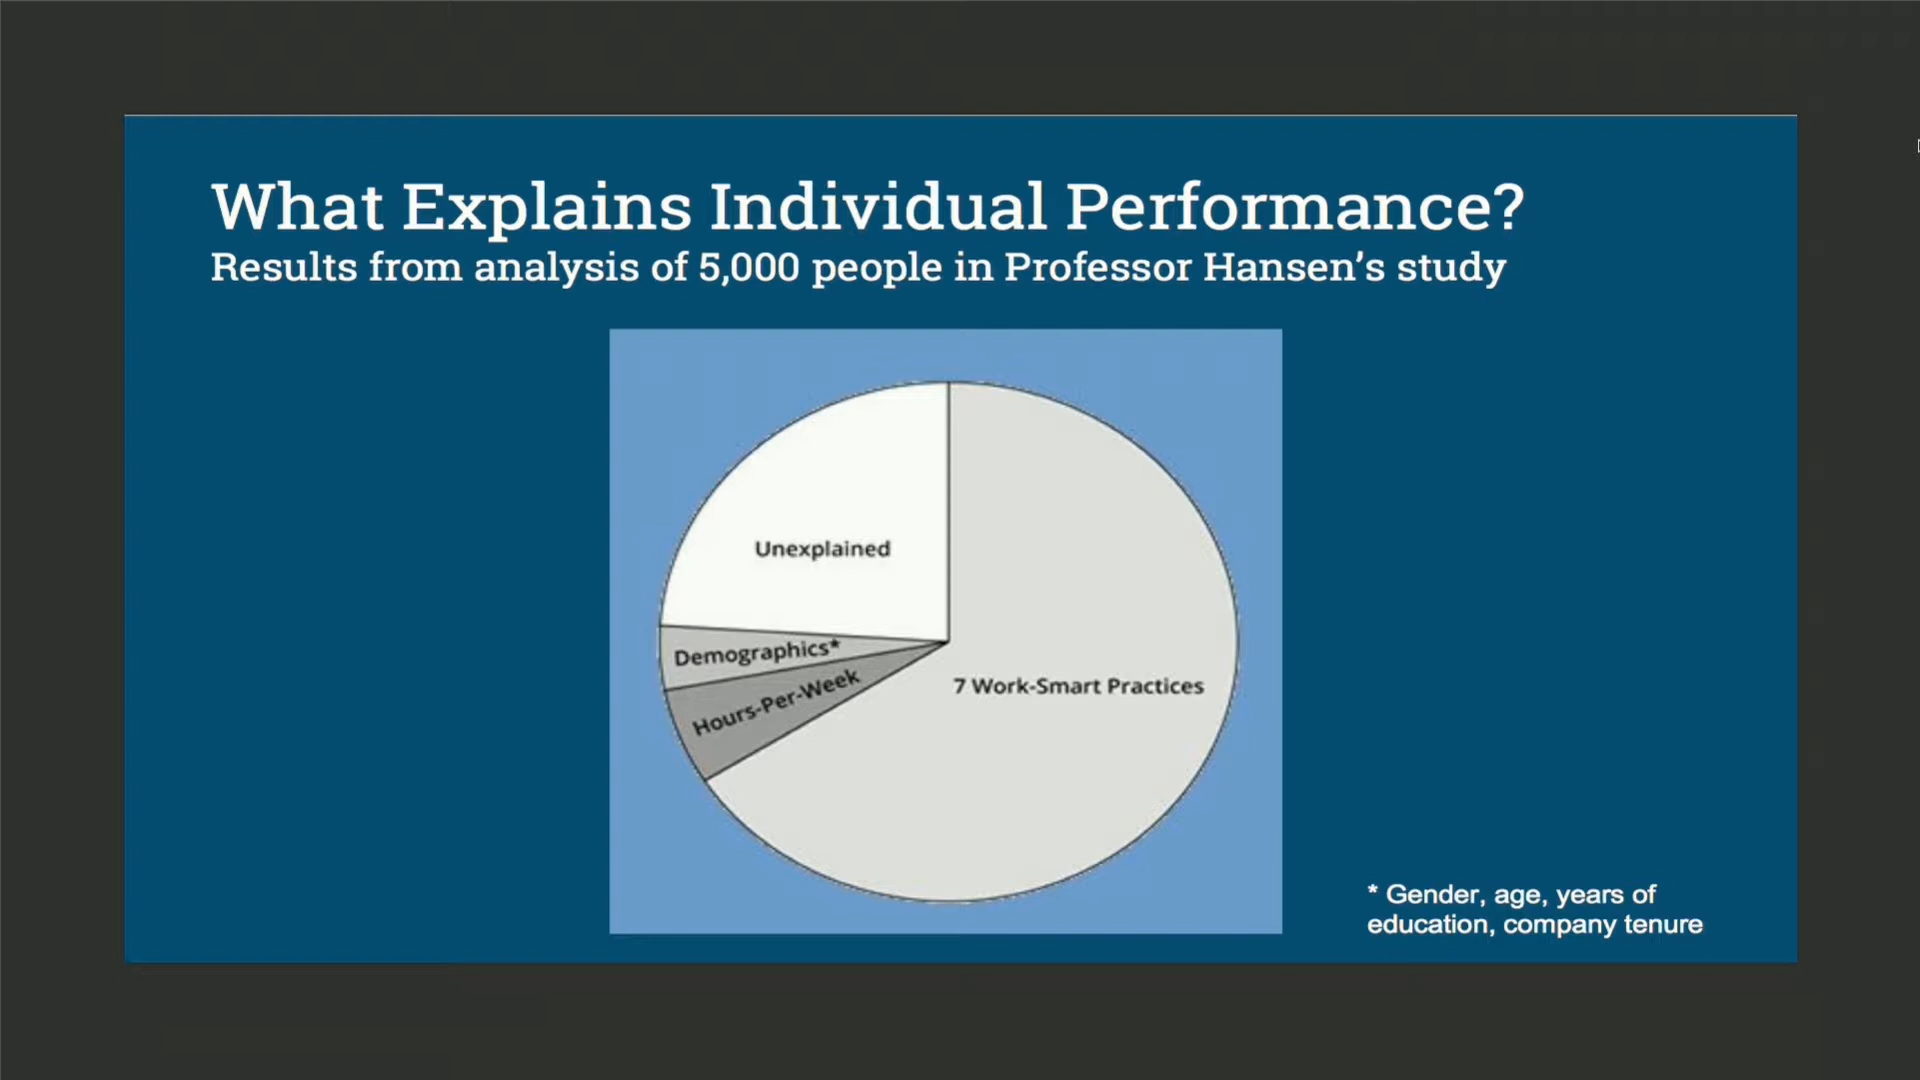 What Explains Individual Performance?
Results from analysis of 5,000 people in Professor Hansen's study
Unexplained
Demographics*
Hours-Per-Week
7 Work-Smart Practices
* Gender, age, years of
education, company tenure